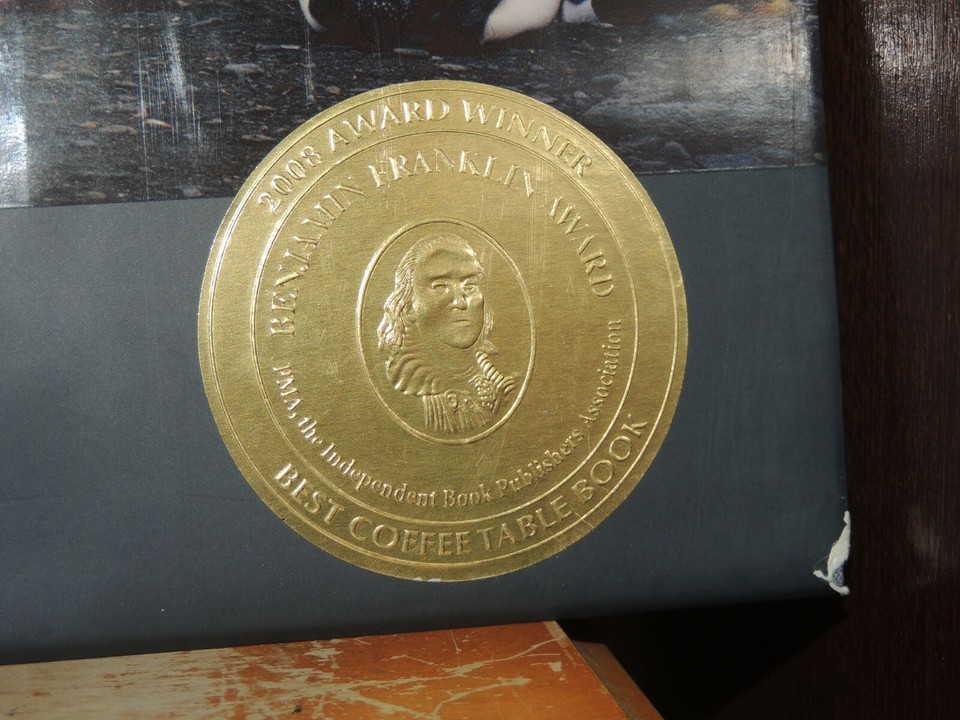 2008 AWARD WINNER
BENJAMIN FRANKLIN AWARD
PMA, the Independent Book Publishers Association
BEST COFFEE TABLE BOOK